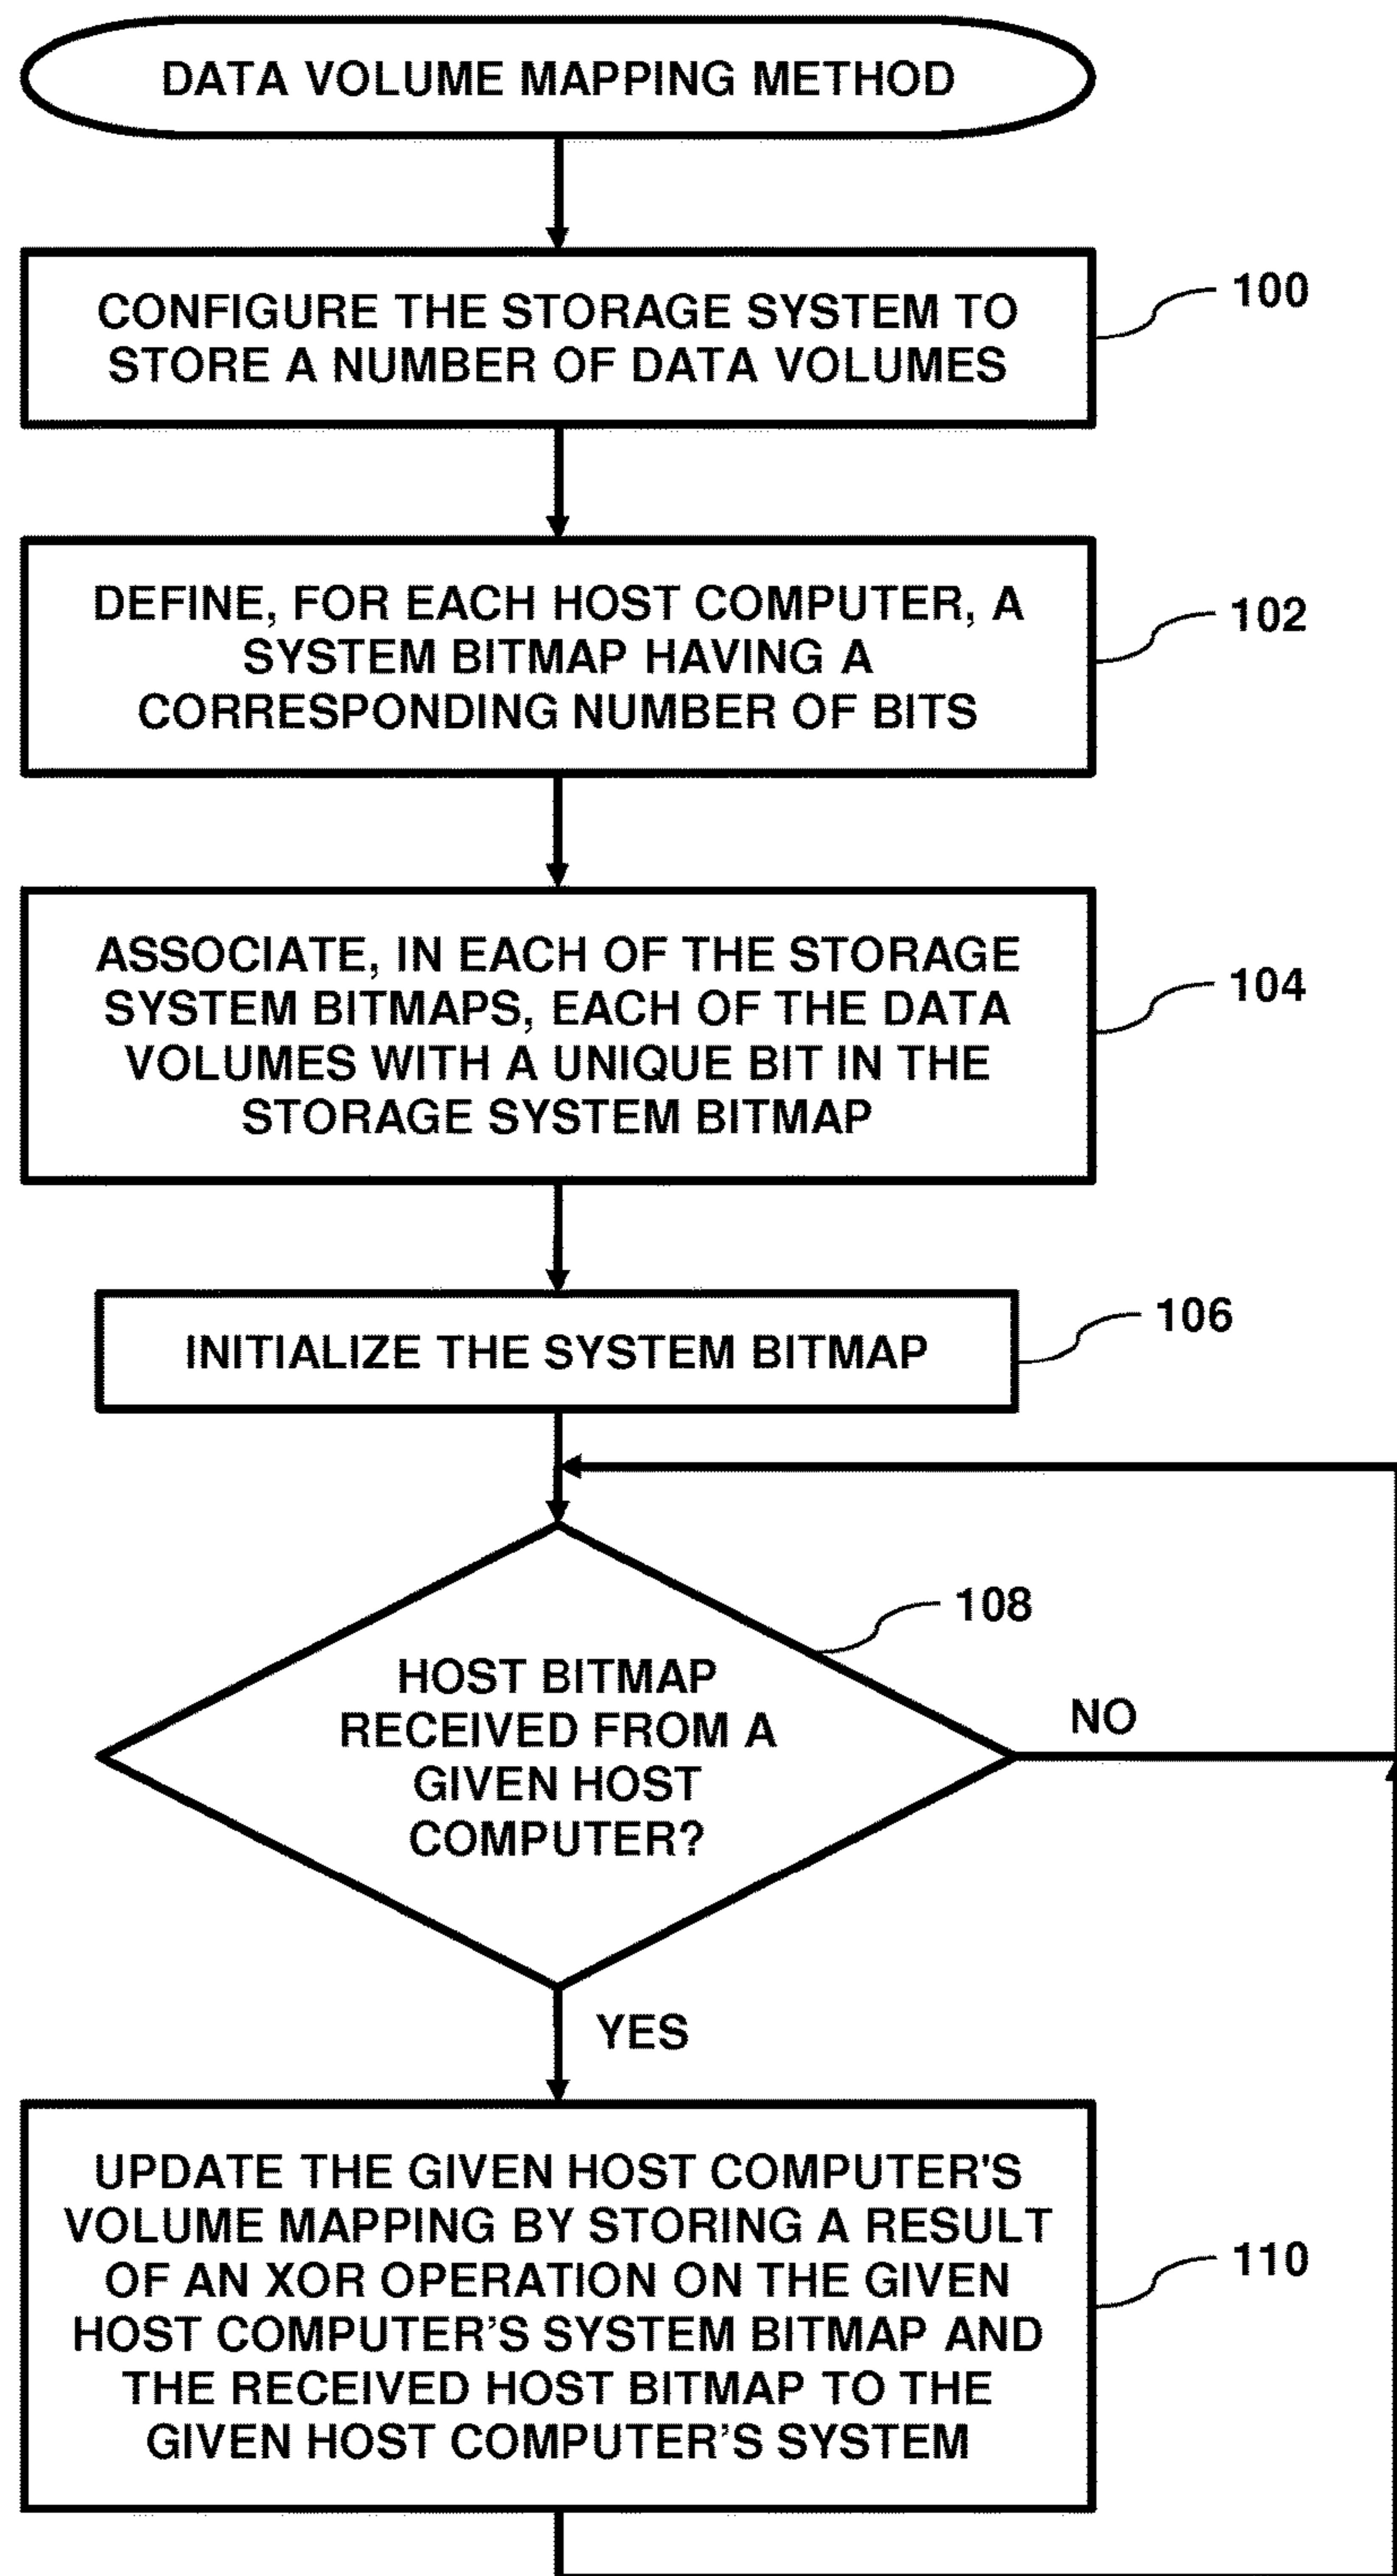 DATA VOLUME MAPPING METHOD
CONFIGURE THE STORAGE SYSTEM TO
STORE A NUMBER OF DATA VOLUMES
100
DEFINE, FOR EACH HOST COMPUTER, A
SYSTEM BITMAP HAVING A
CORRESPONDING NUMBER OF BITS
102
ASSOCIATE, IN EACH OF THE STORAGE
SYSTEM BITMAPS, EACH OF THE DATA
VOLUMES WITH A UNIQUE BIT IN THE
STORAGE SYSTEM BITMAP
104
INITIALIZE THE SYSTEM BITMAP
106
HOST BITMAP
RECEIVED FROM A
GIVEN HOST
COMPUTER?
108
NO
YES
UPDATE THE GIVEN HOST COMPUTER'S
VOLUME MAPPING BY STORING A RESULT
OF AN XOR OPERATION ON THE GIVEN
HOST COMPUTER’S SYSTEM BITMAP AND
THE RECEIVED HOST BITMAP TO THE
GIVEN HOST COMPUTER’S SYSTEM
110